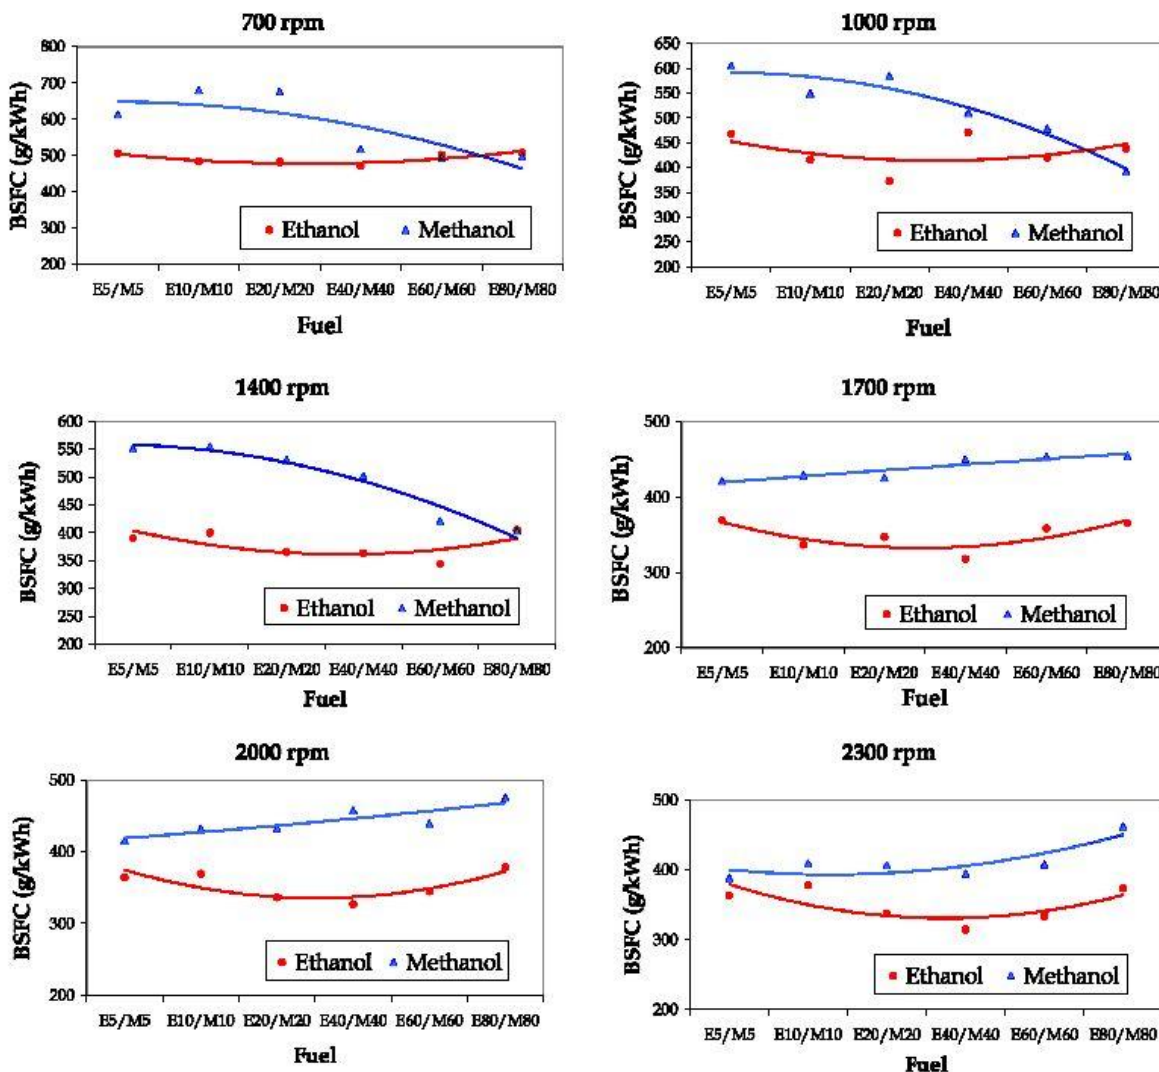 700 rpm
BSFC (g/kWh)
800
700
600
500
400
300
200
Ethanol Methanol
E5/M5 E10/M10 E20/M20 E40/M40 E60/M60 E80/M80
Fuel
1000 rpm
BSFC (g/kWh)
650
600
550
500
450
400
350
300
250
200
Ethanol Methanol
E5/M5 E10/M10 E20/M20 E40/M40 E60/M60 E80/M80
Fuel
1400 rpm
BSFC (g/kWh)
600
550
500
450
400
350
300
250
200
Ethanol Methanol
E5/M5 E10/M10 E20/M20 E40/M40 E60/M60 E80/M80
Fuel
1700 rpm
BSFC (g/kWh)
500
400
300
200
Ethanol Methanol
E5/M5 E10/M10 E20/M20 E40/M40 E60/M60 E80/M80
Fuel
2000 rpm
BSFC (g/kWh)
500
400
300
200
Ethanol Methanol
E5/M5 E10/M10 E20/M20 E40/M40 E60/M60 E80/M80
Fuel
2300 rpm
BSFC (g/kWh)
500
400
300
200
Ethanol Methanol
E5/M5 E10/M10 E20/M20 E40/M40 E60/M60 E80/M80
Fuel